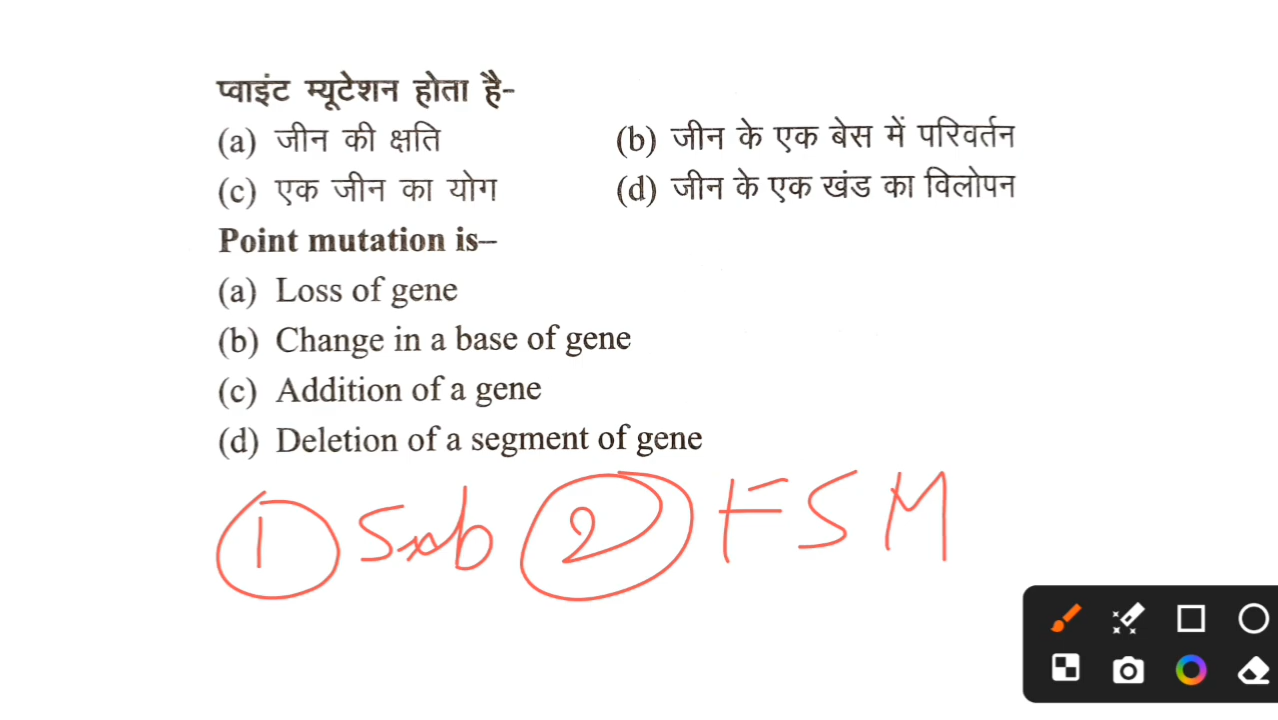 प्वाइंट म्यूटेशन होता है-
(a) जीन की क्षति (b) जीन के एक बेस में परिवर्तन
(c) एक जीन का योग (d) जीन के एक खंड का विलोपन
Point mutation is–
(a) Loss of gene
(b) Change in a base of gene
(c) Addition of a gene
(d) Deletion of a segment of gene
1 Sub 2 FSM